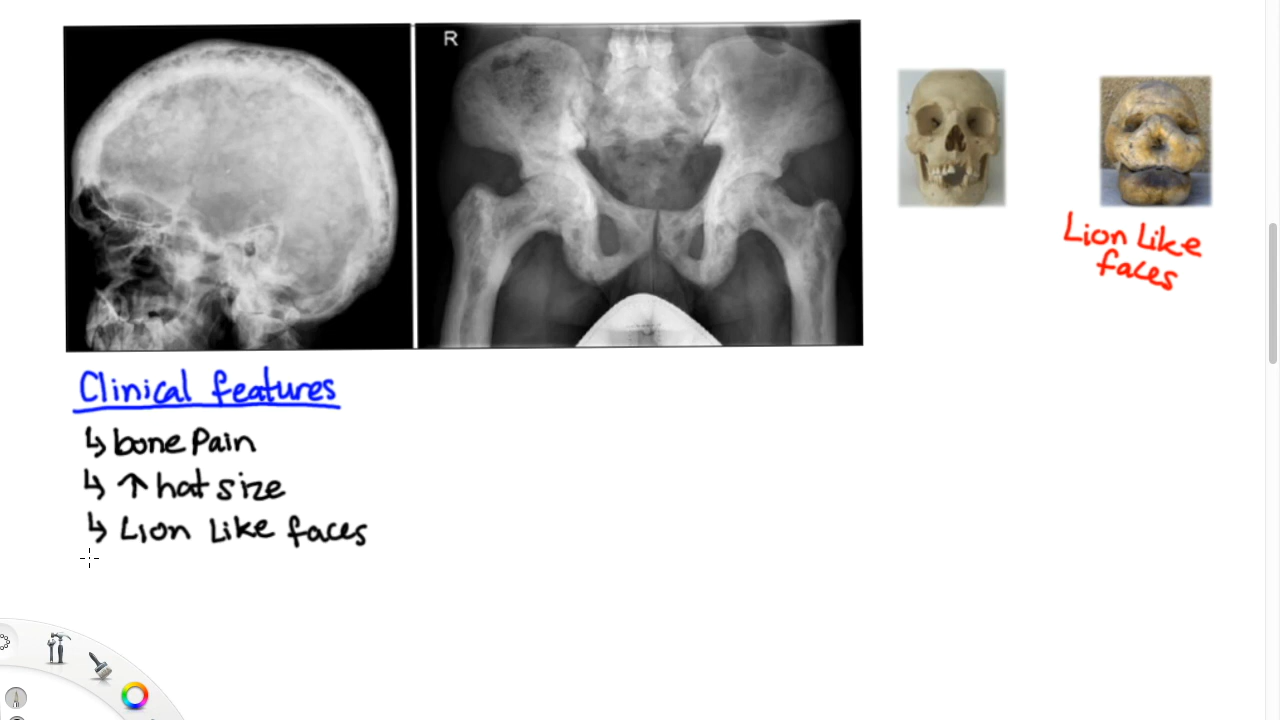 R
Lion Like
faces
Clinical features
↳ bone Pain
↳ ↑ hat size
↳ Lion Like faces